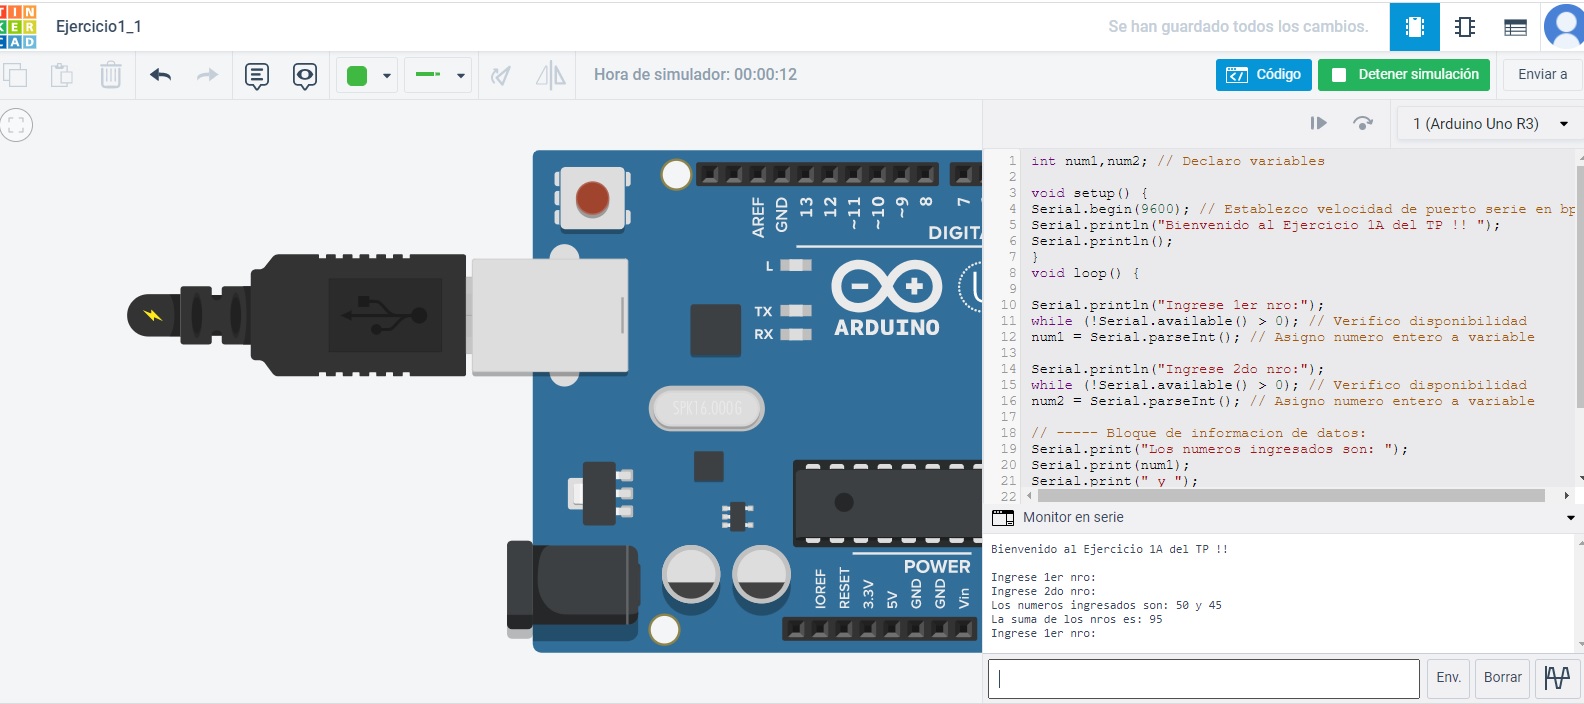 TIN
KER
CAD
Ejercicio1_1
Se han guardado todos los cambios.
Hora de simulador: 00:00:12
Código
Detener simulación
Enviar a
1 (Arduino Uno R3)
AREF
GND
13
12
~11
~10
~9
8
7
DIGITA
L
TX
RX
ARDUINO
SPK16.000G
POWER
IOREF
RESET
3.3V
5V
GND
GND
Vin
1 int num1,num2; // Declaro variables
2
3 void setup() {
4 Serial.begin(9600); // Establezco velocidad de puerto serie en bp
5 Serial.println("Bienvenido al Ejercicio 1A del TP !! ");
6 Serial.println();
7 }
8 void loop() {
9
10 Serial.println("Ingrese 1er nro:");
11 while (!Serial.available() > 0); // Verifico disponibilidad
12 num1 = Serial.parseInt(); // Asigno numero entero a variable
13
14 Serial.println("Ingrese 2do nro:");
15 while (!Serial.available() > 0); // Verifico disponibilidad
16 num2 = Serial.parseInt(); // Asigno numero entero a variable
17
18 // ----- Bloque de informacion de datos:
19 Serial.print("Los numeros ingresados son: ");
20 Serial.print(num1);
21 Serial.print(" y ");
22
Monitor en serie
Bienvenido al Ejercicio 1A del TP !!
Ingrese 1er nro:
Ingrese 2do nro:
Los numeros ingresados son: 50 y 45
La suma de los nros es: 95
Ingrese 1er nro:
Env.
Borrar